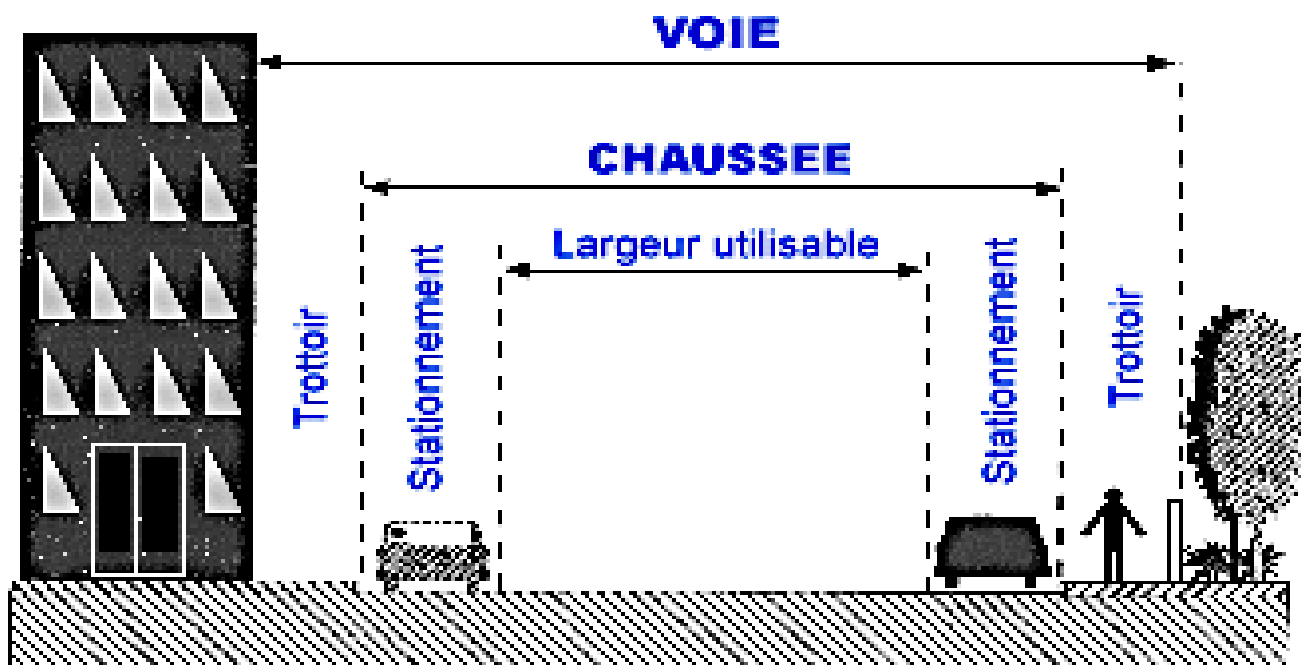 VOIE
CHAUSSEE
Largeur utilisable
Trottoir
Stationnement
Stationnement
Trottoir